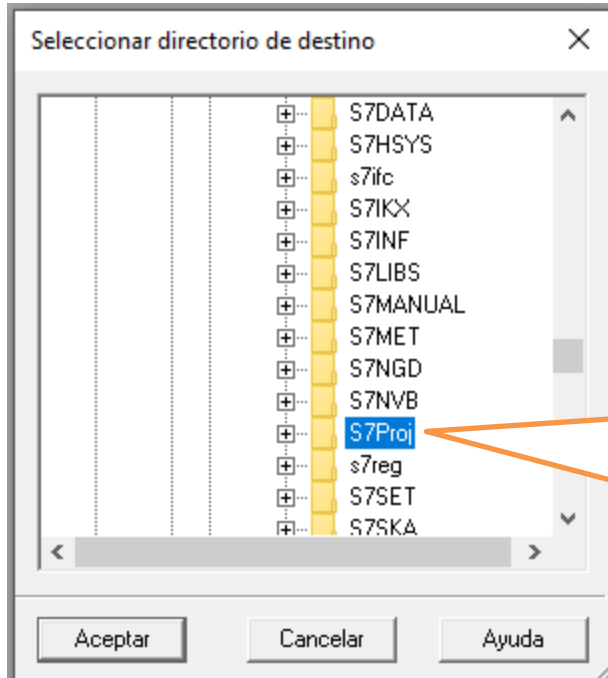 Seleccionar directorio de destino
S7DATA
S7HSYS
s7ifc
S7IKX
S7INF
S7LIBS
S7MANUAL
S7MET
S7NGD
S7NVB
S7Proj
s7reg
S7SET
S7SKA
Aceptar Cancelar Ayuda